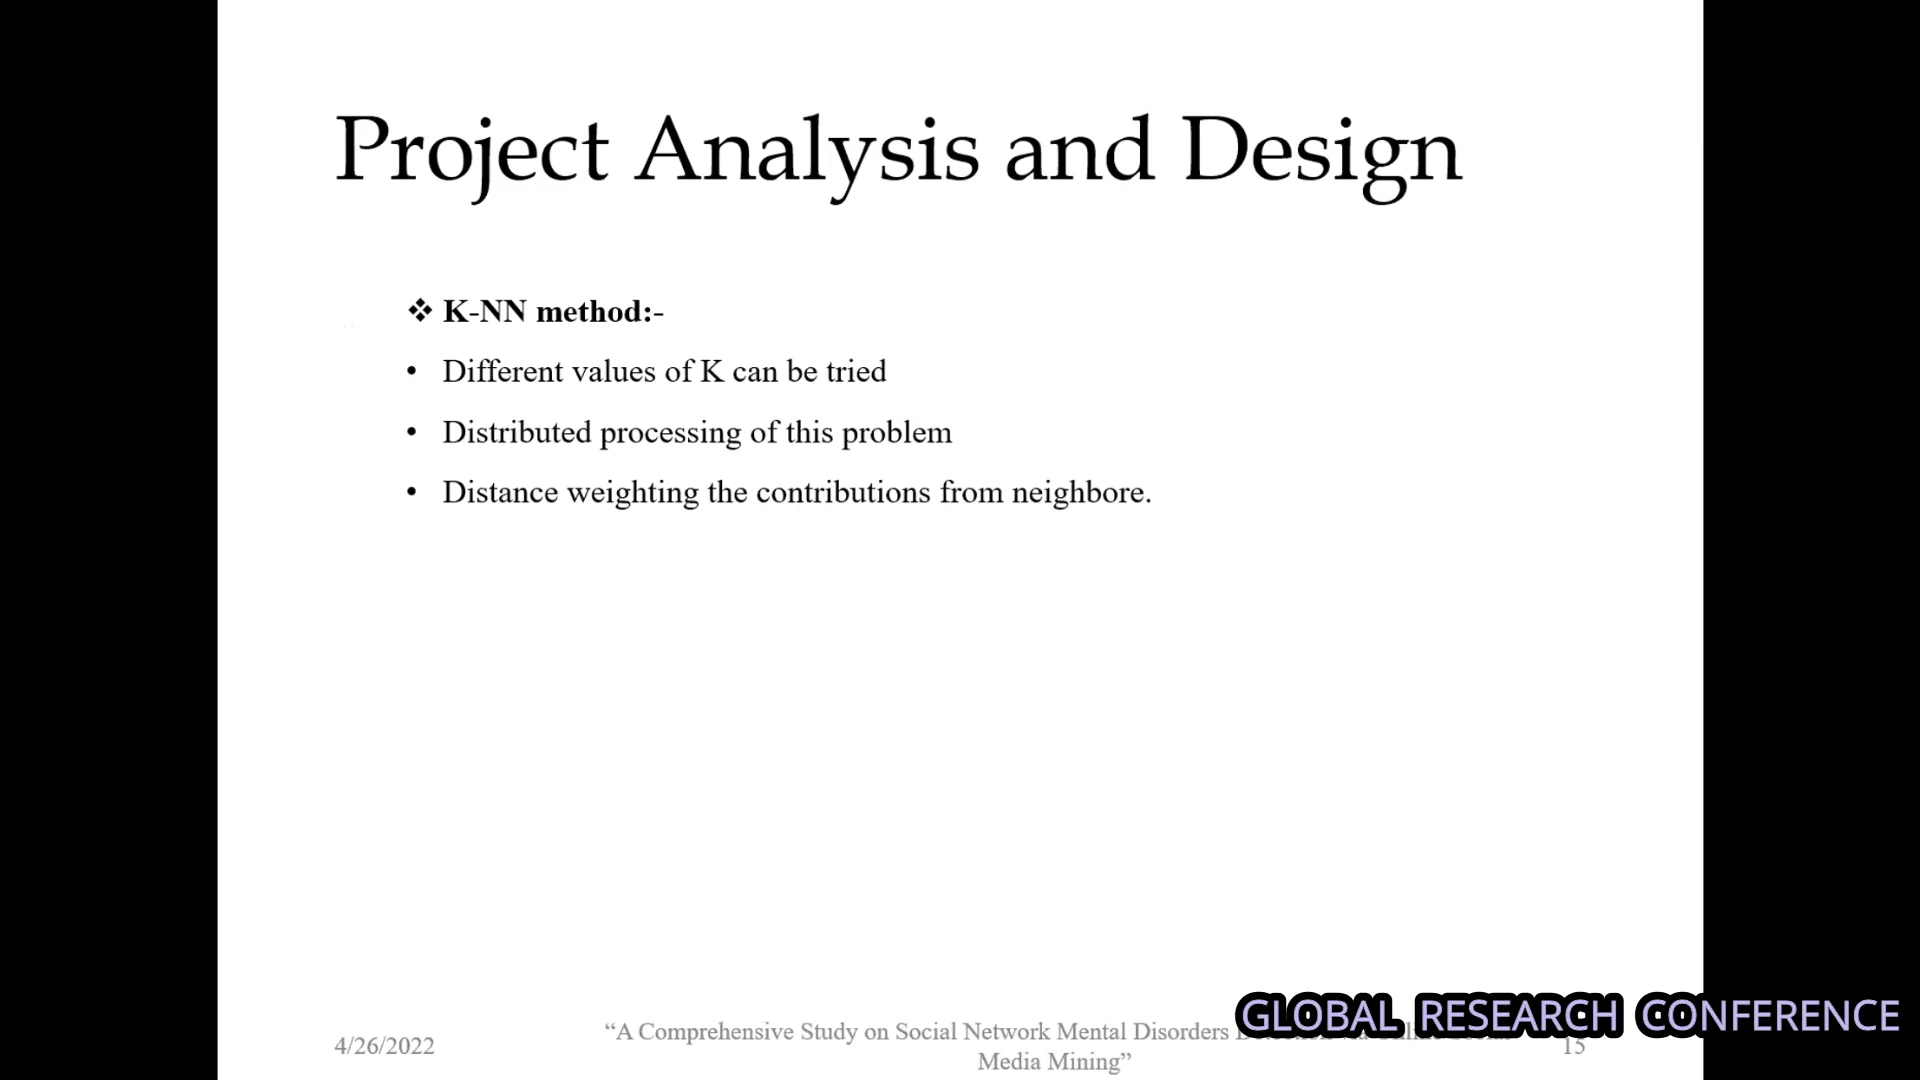 Project Analysis and Design
❖ K-NN method:-
• Different values of K can be tried
• Distributed processing of this problem
• Distance weighting the contributions from neighbore.
4/26/2022
“A Comprehensive Study on Social Network Mental Disorders
Media Mining”
15
GLOBAL RESEARCH CONFERENCE